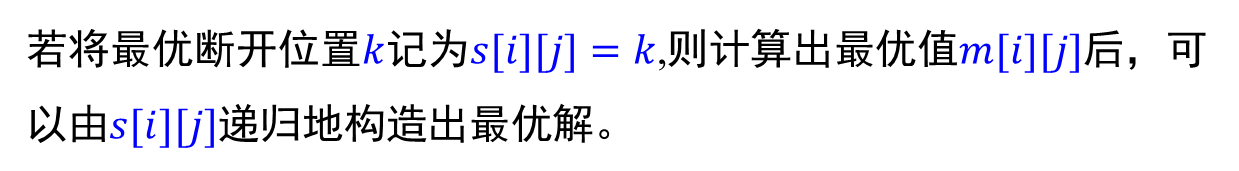 若将最优断开位置k记为s[i][j] = k,则计算出最优值m[i][j]后，可
以由s[i][j]递归地构造出最优解。